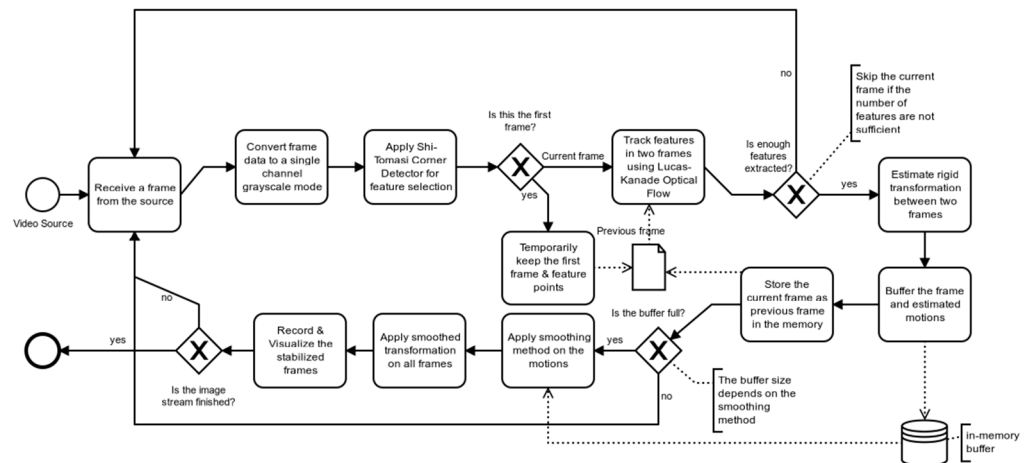 no
Skip the current
frame if the
number of
features are not
sufficient
Is this the first
frame?
Convert frame
data to a single
channel
grayscale mode
Apply Shi-
Tomasi Corner
Detector for
feature selection
X
Current frame
yes
Track features
in two frames
using Lucas-
Kanade Optical
Flow
Is enough
features
extracted?
X
yes
Estimate rigid
transformation
between two
frames
Receive a frame
from the source
Video Source
Previous frame
Temporarily
keep the first
frame & feature
points
Store the
current frame as
previous frame
in the memory
Buffer the frame
and estimated
motions
no
Is the buffer full?
yes
X
Record &
Visualize the
stabilized
frames
Apply smoothed
transformation
on all frames
Apply smoothing
method on the
motions
yes
X
Is the image
stream finished?
no
The buffer size
depends on the
smoothing
method
in-memory
buffer